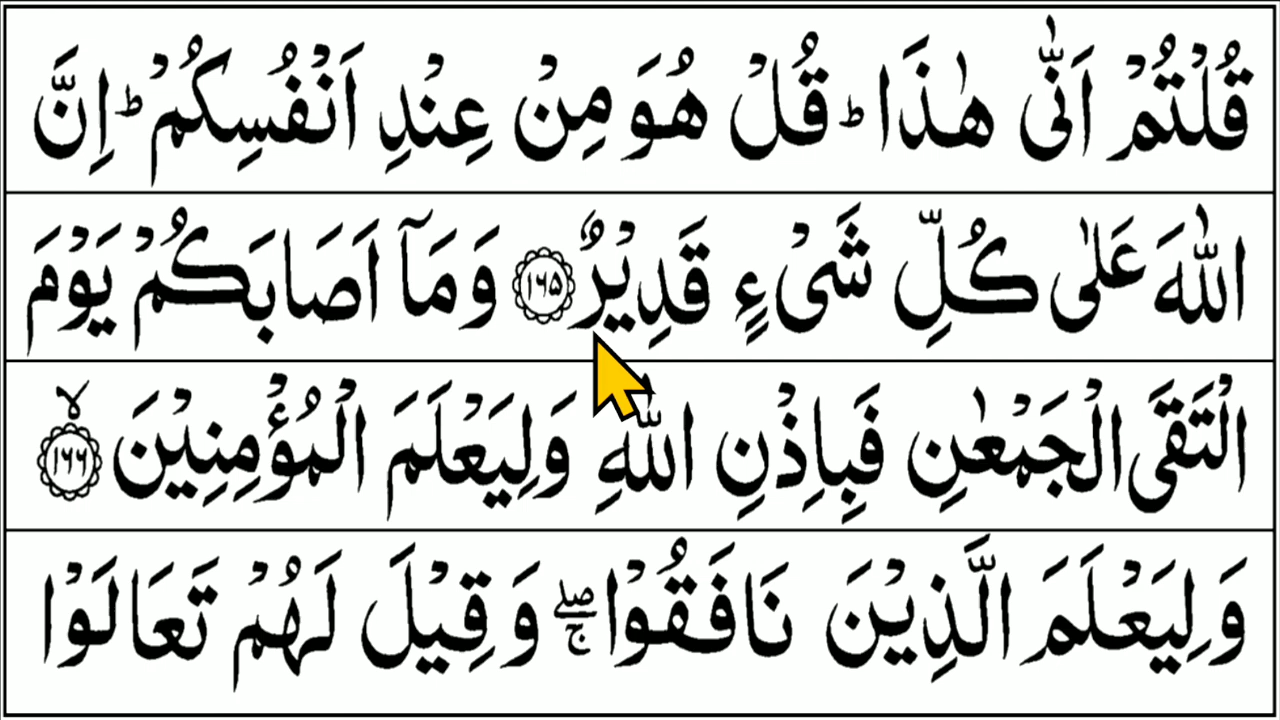 قُلْتُمْ اَنّٰى هٰذَا ؕ قُلْ هُوَ مِنْ عِنْدِ اَنْفُسِكُمْ ؕ اِنَّ
اللّٰهَ عَلٰى كُلِّ شَیْءٍ قَدِیْرٌ ﴿۱۶۵﴾ وَ مَاۤ اَصَابَكُمْ یَوْمَ
الْتَقَى الْجَمْعٰنِ فَبِاِذْنِ اللّٰهِ وَ لِیَعْلَمَ الْمُؤْمِنِیْنَ ۙ﴿۱۶۶﴾
وَ لِیَعْلَمَ الَّذِیْنَ نَافَقُوْا ۖۚ وَ قِیْلَ لَهُمْ تَعَالَوْا